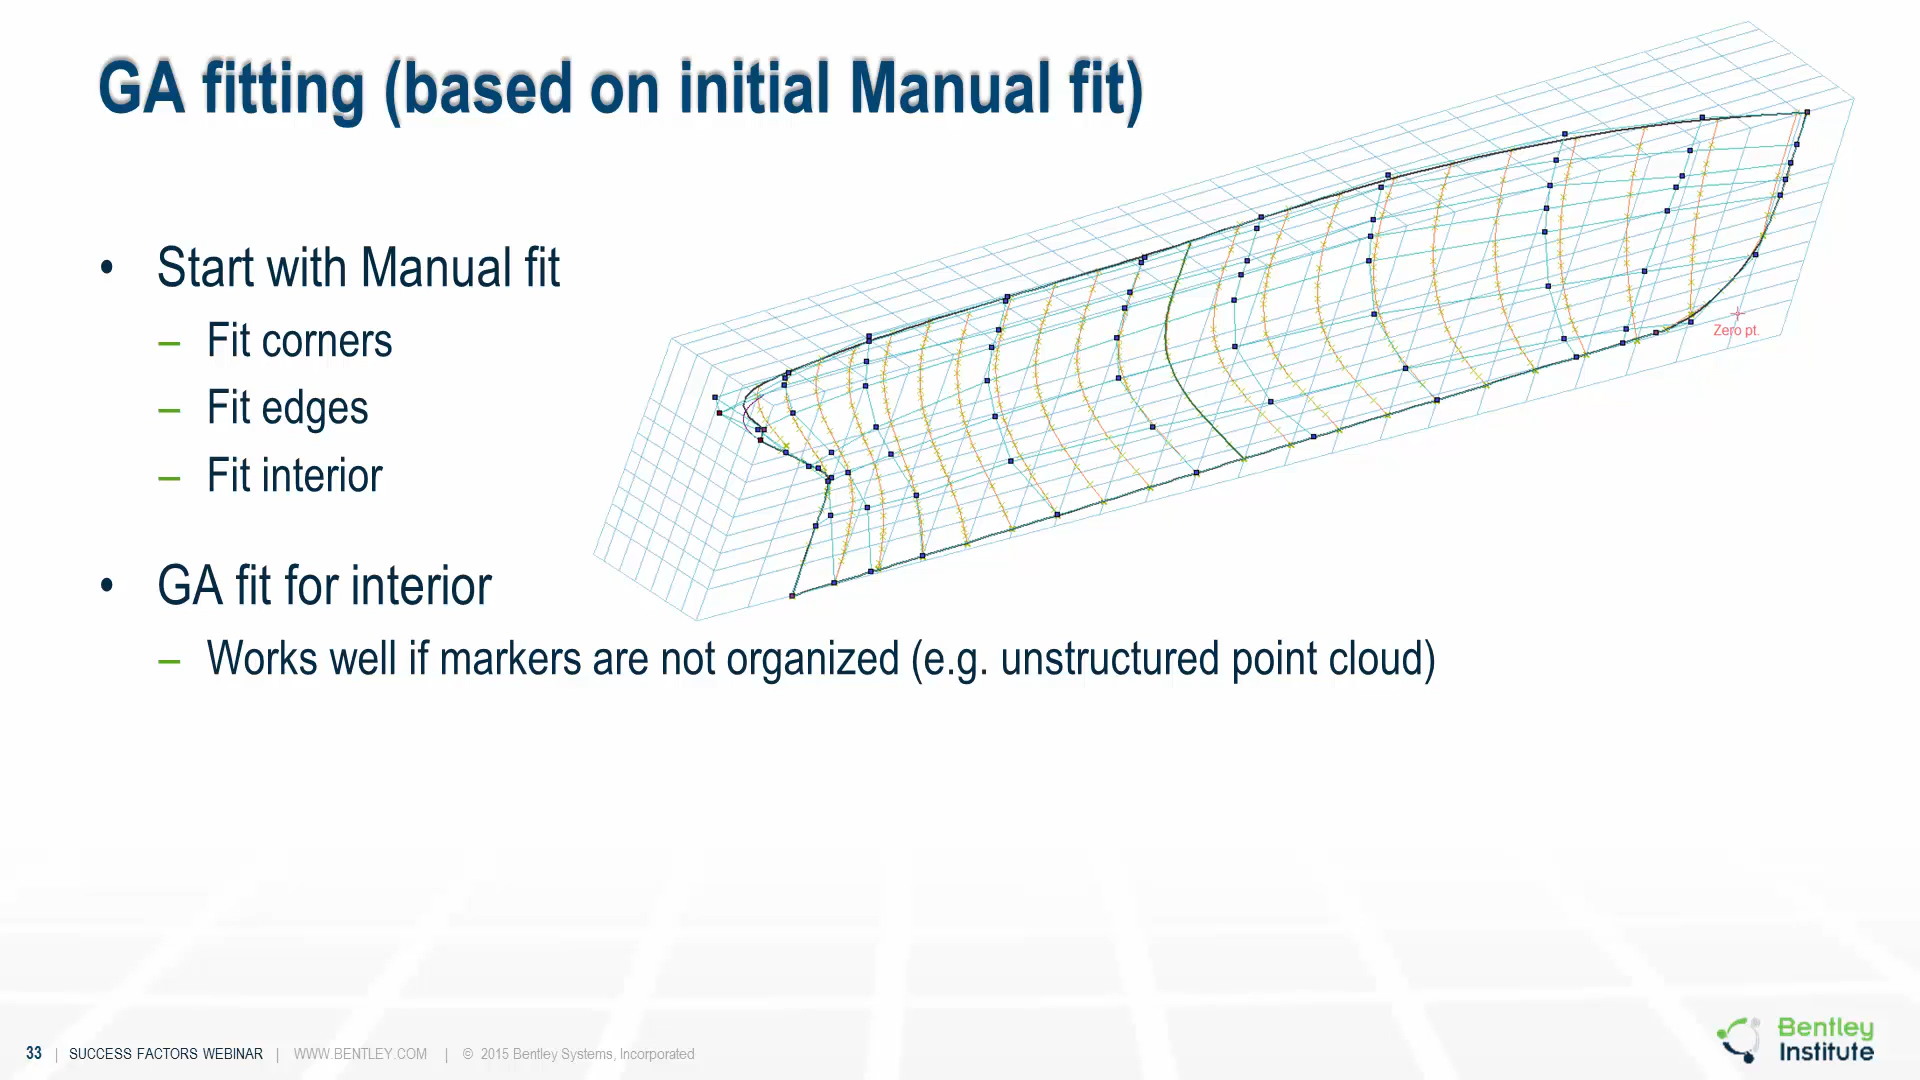 GA fitting (based on initial Manual fit)
• Start with Manual fit
– Fit corners
– Fit edges
– Fit interior
Zero pt.
• GA fit for interior
– Works well if markers are not organized (e.g. unstructured point cloud)
33 | SUCCESS FACTORS WEBINAR | WWW.BENTLEY.COM | © 2015 Bentley Systems, Incorporated
Bentley
Institute